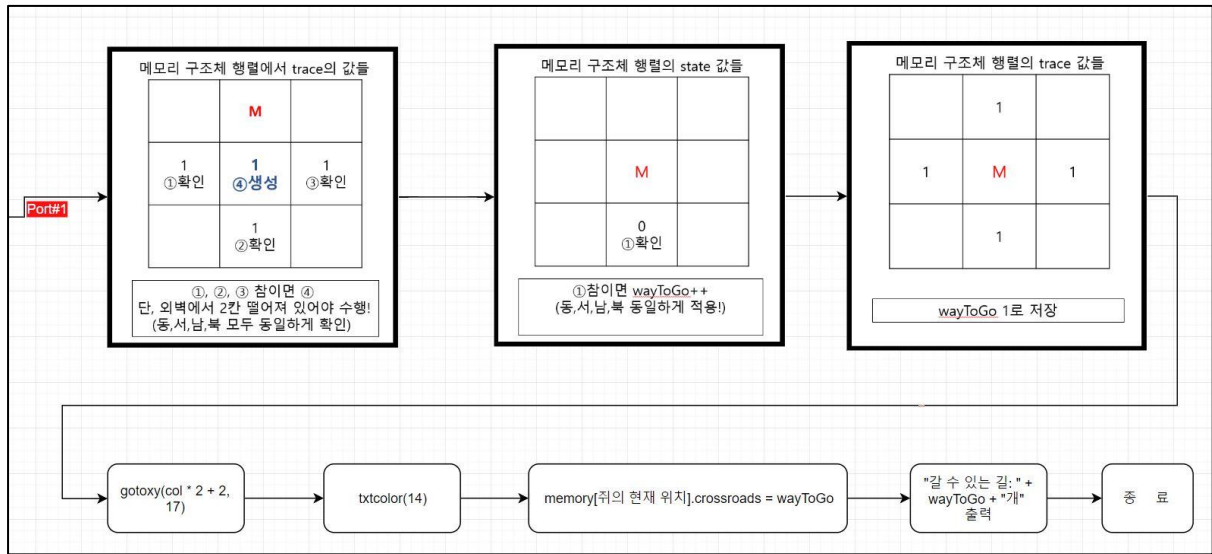 메모리 구조체 행렬에서 trace의 값들
M
1
①확인
1
④생성
1
③확인
1
②확인
①, ②, ③ 참이면 ④
단, 외벽에서 2칸 떨어져 있어야 수행!
(동,서,남,북 모두 동일하게 확인)
Port#1
메모리 구조체 행렬의 state 값들
M
0
①확인
①참이면 wayToGo++
(동,서,남,북 동일하게 적용!)
메모리 구조체 행렬의 trace 값들
1
1
M
1
1
wayToGo 1로 저장
gotoxy(col * 2 + 2,
17)
txtcolor(14)
memory[쥐의 현재 위치].crossroads = wayToGo
"갈 수 있는 길: " +
wayToGo + "개"
출력
종 료